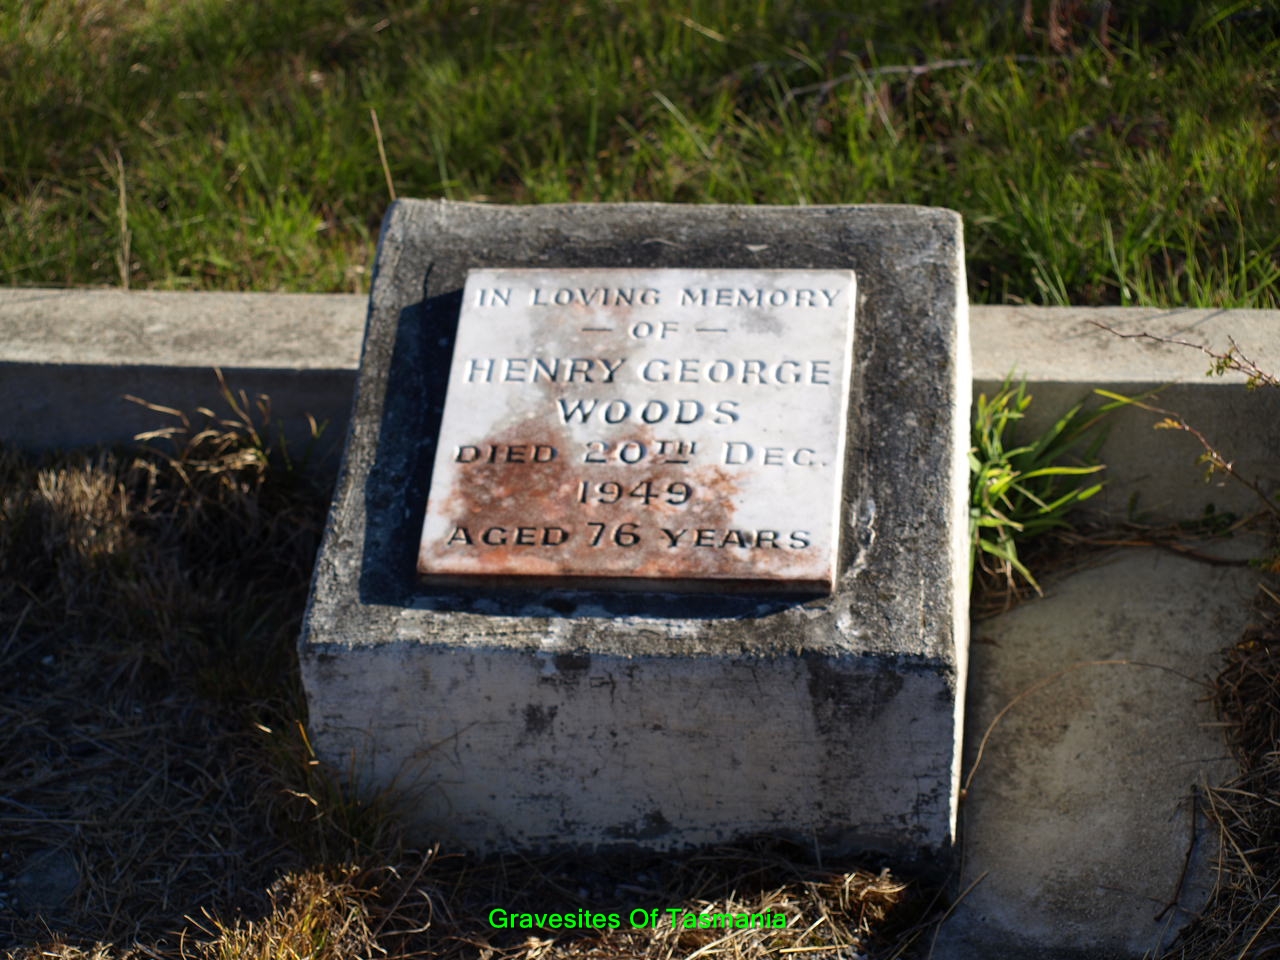 IN LOVING MEMORY
— OF —
HENRY GEORGE
WOODS
DIED 20TH DEC.
1949
AGED 76 YEARS
Gravesites Of Tasmania